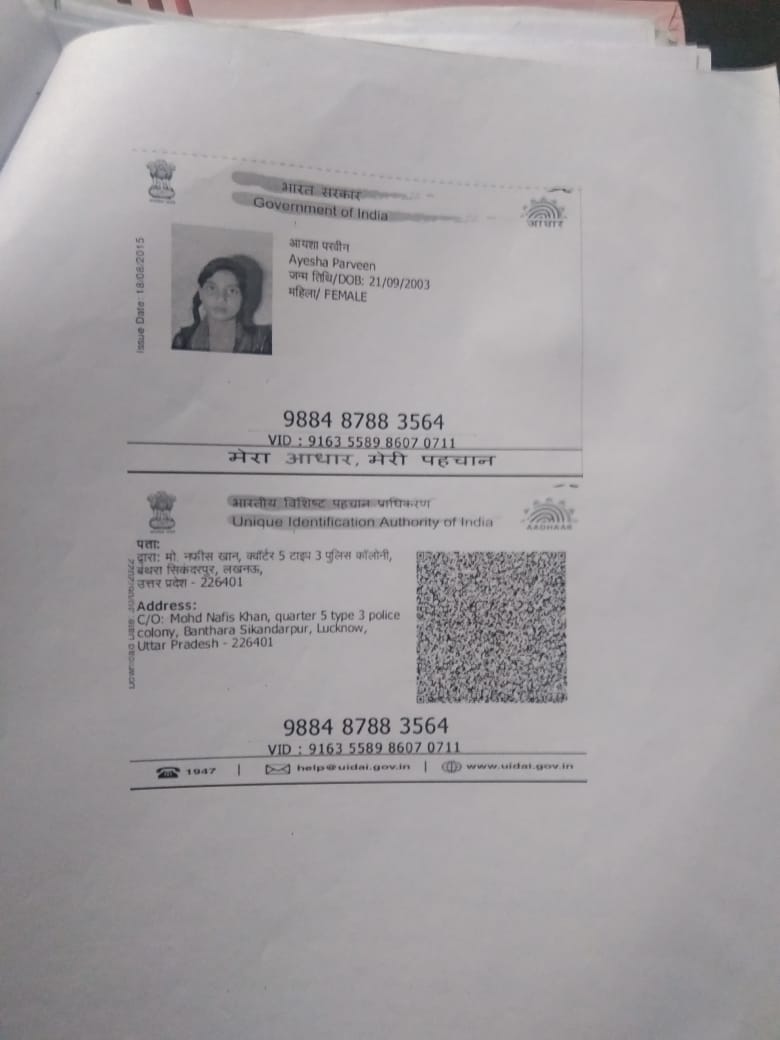 भारत सरकार
Government of India
आधार
Issue Date: 18/08/2015
आयशा परवीन
Ayesha Parveen
जन्म तिथि/DOB: 21/09/2003
महिला/ FEMALE
9884 8788 3564
VID : 9163 5589 8607 0711
मेरा आधार, मेरी पहचान
भारतीय विशिष्ट पहचान प्राधिकरण
Unique Identification Authority of India
AADHAAR
Download Date:
पता:
द्वारा: मो. नफीस खान, क्वॉर्टर 5 टाइप 3 पुलिस कॉलोनी,
बंथरा सिकंदरपुर, लखनऊ,
उत्तर प्रदेश - 226401
Address:
C/O: Mohd Nafis Khan, quarter 5 type 3 police
colony, Banthara Sikandarpur, Lucknow,
Uttar Pradesh - 226401
9884 8788 3564
VID : 9163 5589 8607 0711
1947 | help@uidai.gov.in | www.uidai.gov.in